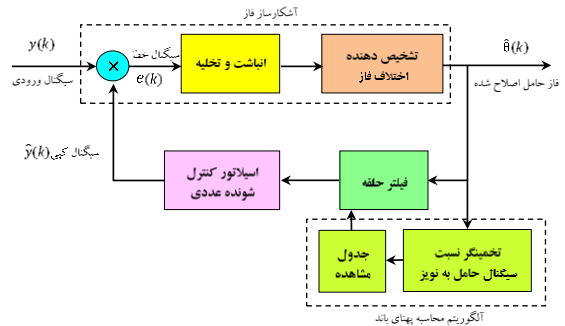 آشکارساز فاز
y(k)
سیگنال ورودی
سیگنال خطا
e(k)
انباشت و تخلیه
تشخیص دهنده
اختلاف فاز
θ̂(k)
فاز حامل اصلاح شده
سیگنال کپی ŷ(k)
اسیلاتور کنترل
شونده عددی
فیلتر حلقه
جدول
مشاهده
تخمینگر نسبت
سیگنال حامل به نویز
آلگوریتم محاسبه پهنای باند